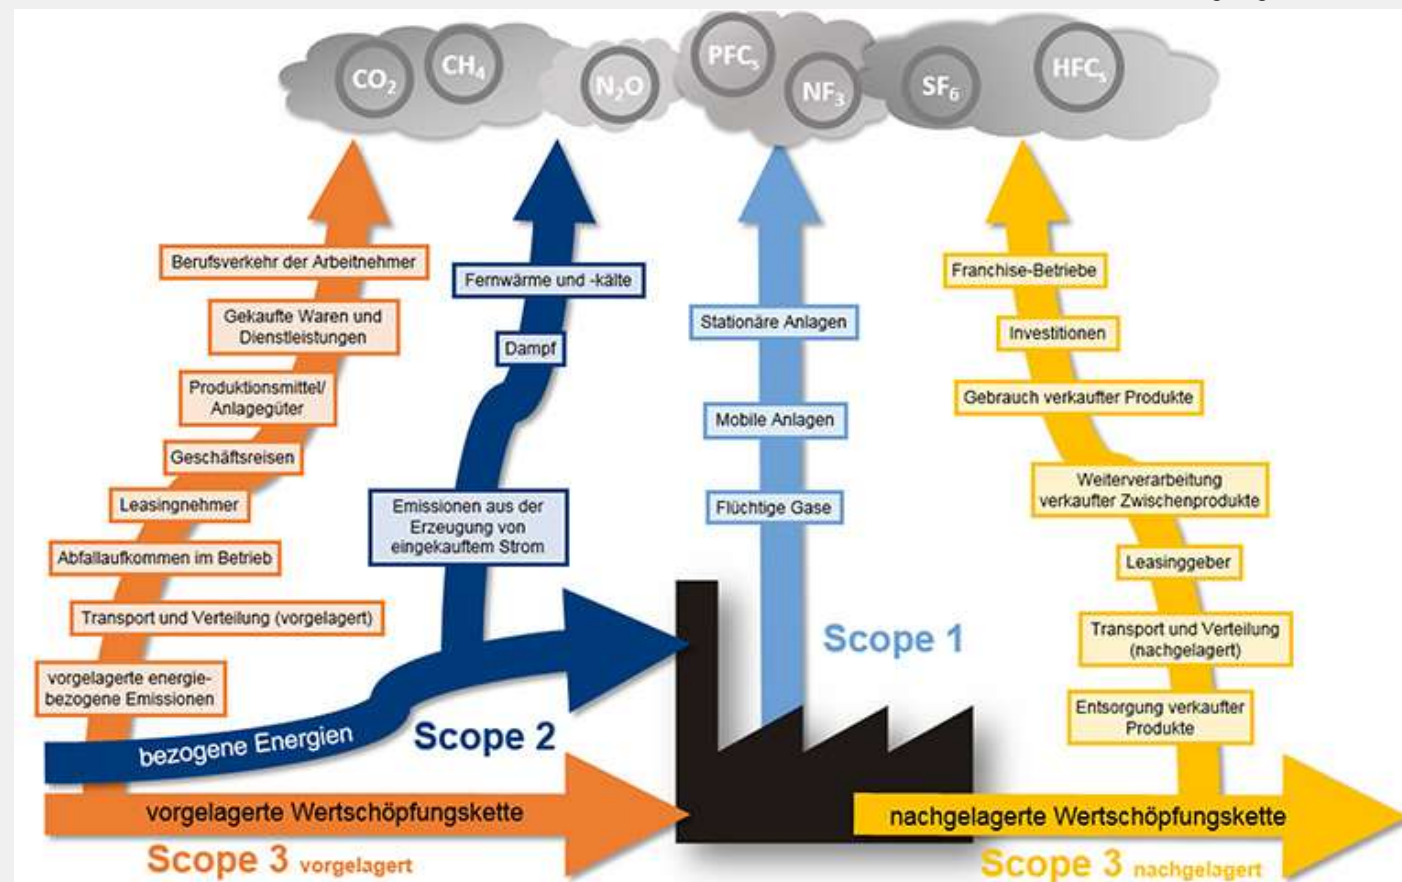 CO₂
CH₄
N₂O
PFCₛ
NF₃
SF₆
HFCₛ
Berufsverkehr der Arbeitnehmer
Gekaufte Waren und
Dienstleistungen
Produktionsmittel/
Anlagegüter
Geschäftsreisen
Leasingnehmer
Abfallaufkommen im Betrieb
Transport und Verteilung (vorgelagert)
vorgelagerte energie-
bezogene Emissionen
Fernwärme und -kälte
Dampf
Emissionen aus der
Erzeugung von
eingekauftem Strom
bezogene Energien
Scope 2
Stationäre Anlagen
Mobile Anlagen
Flüchtige Gase
Scope 1
Franchise-Betriebe
Investitionen
Gebrauch verkaufter Produkte
Weiterverarbeitung
verkaufter Zwischenprodukte
Leasinggeber
Transport und Verteilung
(nachgelagert)
Entsorgung verkaufter
Produkte
vorgelagerte Wertschöpfungskette
Scope 3 vorgelagert
nachgelagerte Wertschöpfungskette
Scope 3 nachgelagert